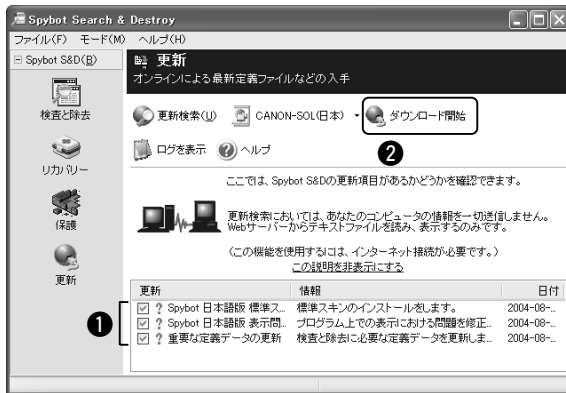 Spybot Search & Destroy
ファイル(F) モード(M) ヘルプ(H)
Spybot S&D(B)
検査と除去
リカバリー
保護
更新
更新
オンラインによる最新定義ファイルなどの入手
更新検索(U) CANON-SOL(日本) ダウンロード開始
ログを表示 ヘルプ
❷
ここでは、Spybot S&Dの更新項目があるかどうかを確認できます。
更新検索においては、あなたのコンピュータの情報を一切送信しません。
Webサーバーからテキストファイルを読み、表示するのみです。
(この機能を使用するには、インターネット接続が必要です。)
この説明を非表示にする
更新 情報 日付
❶
? Spybot 日本語版 標準ス... 標準スキンのインストールをします。 2004-08-...
? Spybot 日本語版 表示問... プログラム上での表示における問題を修正... 2004-08-...
? 重要な定義データの更新 検査と除去に必要な定義データを更新しま... 2004-08-...